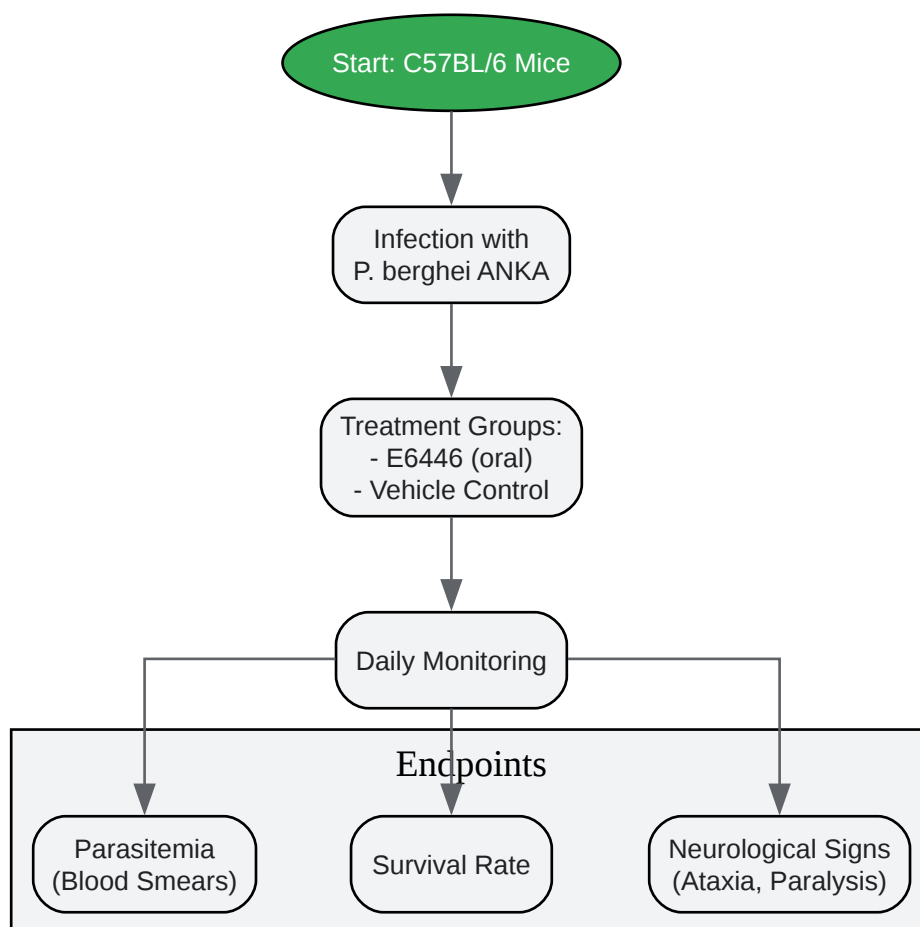 Start: C57BL/6 Mice
Infection with
P. berghei ANKA
Treatment Groups:
- E6446 (oral)
- Vehicle Control
Daily Monitoring
Endpoints
Parasitemia
(Blood Smears)
Survival Rate
Neurological Signs
(Ataxia, Paralysis)